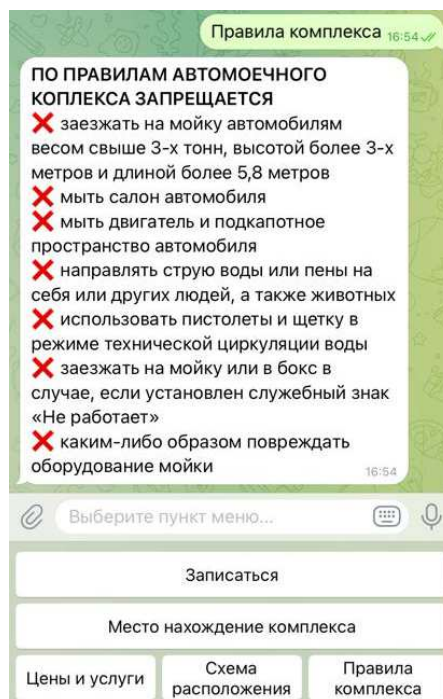 Правила комплекса 16:54
ПО ПРАВИЛАМ АВТОМОЕЧНОГО
КОПЛЕКСА ЗАПРЕЩАЕТСЯ
❌ заезжать на мойку автомобилям
весом свыше 3-х тонн, высотой более 3-х
метров и длиной более 5,8 метров
❌ мыть салон автомобиля
❌ мыть двигатель и подкапотное
пространство автомобиля
❌ направлять струю воды или пены на
себя или других людей, а также животных
❌ использовать пистолеты и щетку в
режиме технической циркуляции воды
❌ заезжать на мойку или в бокс в
случае, если установлен служебный знак
«Не работает»
❌ каким-либо образом повреждать
оборудование мойки 16:54
Выберите пункт меню...
Записаться
Место нахождение комплекса
Цены и услуги
Схема
расположения
Правила
комплекса